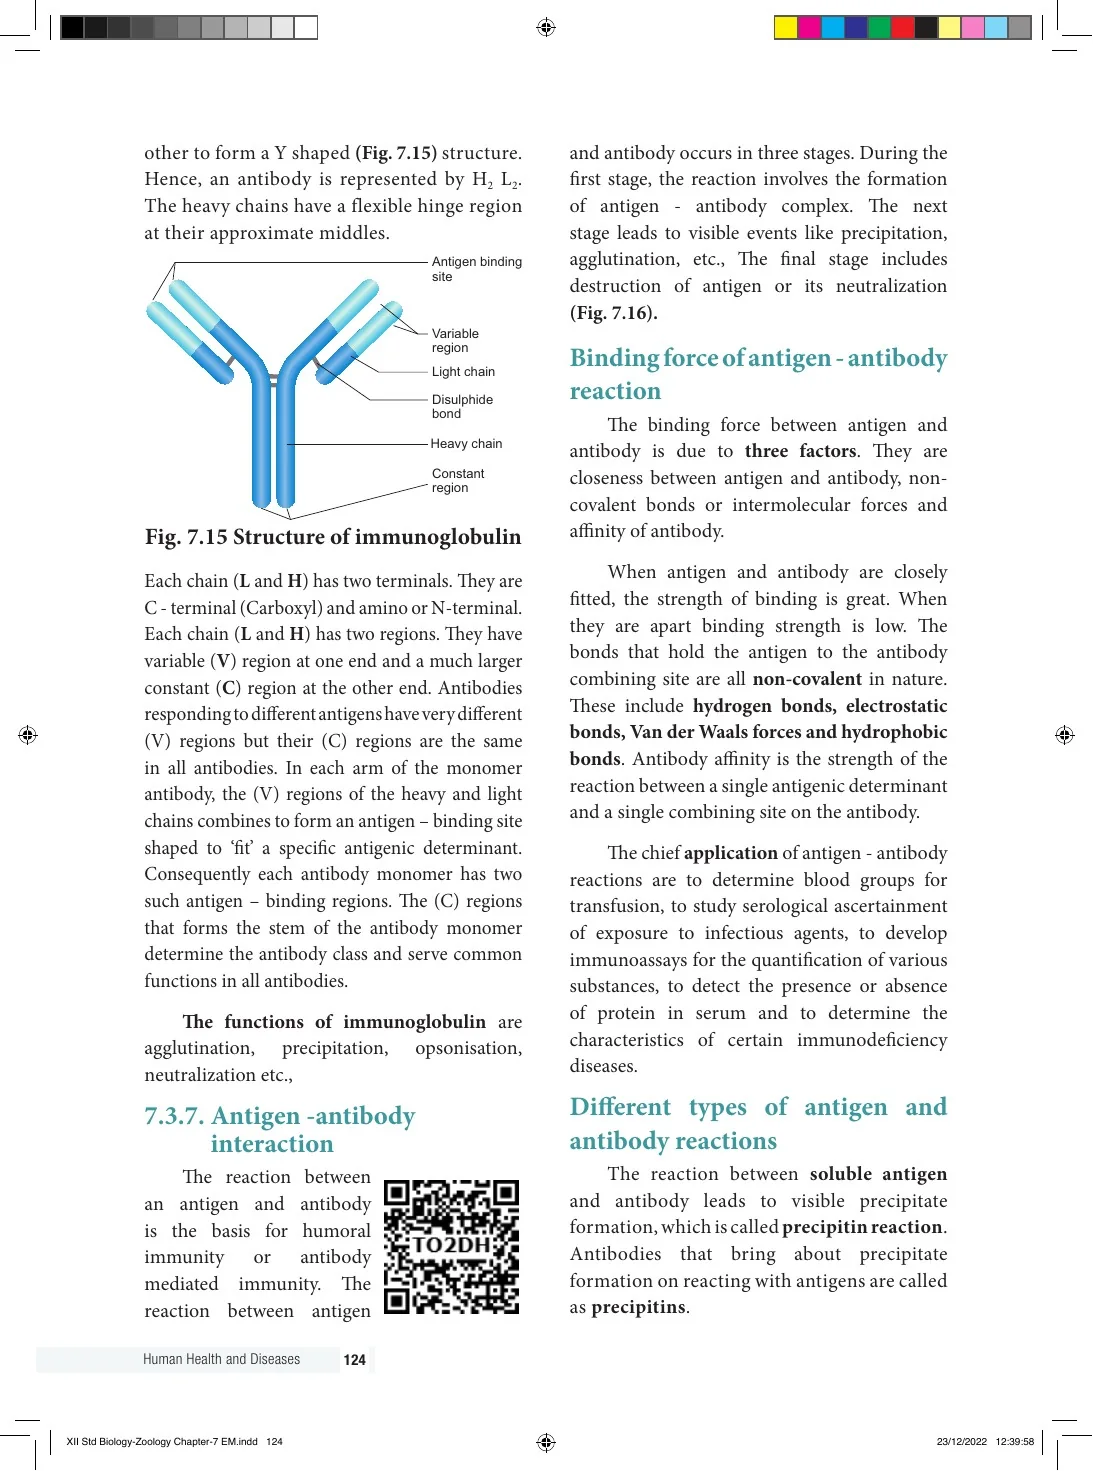 other to form a Y shaped (Fig. 7.15) structure.
Hence, an antibody is represented by H₂ L₂.
The heavy chains have a flexible hinge region
at their approximate middles.
Antigen binding
site
Variable
region
Light chain
Disulphide
bond
Heavy chain
Constant
region
Fig. 7.15 Structure of immunoglobulin
Each chain (L and H) has two terminals. They are
C - terminal (Carboxyl) and amino or N-terminal.
Each chain (L and H) has two regions. They have
variable (V) region at one end and a much larger
constant (C) region at the other end. Antibodies
responding to different antigens have very different
(V) regions but their (C) regions are the same
in all antibodies. In each arm of the monomer
antibody, the (V) regions of the heavy and light
chains combines to form an antigen – binding site
shaped to ‘fit’ a specific antigenic determinant.
Consequently each antibody monomer has two
such antigen – binding regions. The (C) regions
that forms the stem of the antibody monomer
determine the antibody class and serve common
functions in all antibodies.
The functions of immunoglobulin are
agglutination, precipitation, opsonisation,
neutralization etc.,
7.3.7. Antigen -antibody
interaction
The reaction between
an antigen and antibody
is the basis for humoral
immunity or antibody
mediated immunity. The
reaction between antigen
TO2DH
and antibody occurs in three stages. During the
first stage, the reaction involves the formation
of antigen - antibody complex. The next
stage leads to visible events like precipitation,
agglutination, etc., The final stage includes
destruction of antigen or its neutralization
(Fig. 7.16).
Binding force of antigen - antibody
reaction
The binding force between antigen and
antibody is due to three factors. They are
closeness between antigen and antibody, non-
covalent bonds or intermolecular forces and
affinity of antibody.
When antigen and antibody are closely
fitted, the strength of binding is great. When
they are apart binding strength is low. The
bonds that hold the antigen to the antibody
combining site are all non-covalent in nature.
These include hydrogen bonds, electrostatic
bonds, Van der Waals forces and hydrophobic
bonds. Antibody affinity is the strength of the
reaction between a single antigenic determinant
and a single combining site on the antibody.
The chief application of antigen - antibody
reactions are to determine blood groups for
transfusion, to study serological ascertainment
of exposure to infectious agents, to develop
immunoassays for the quantification of various
substances, to detect the presence or absence
of protein in serum and to determine the
characteristics of certain immunodeficiency
diseases.
Different types of antigen and
antibody reactions
The reaction between soluble antigen
and antibody leads to visible precipitate
formation, which is called precipitin reaction.
Antibodies that bring about precipitate
formation on reacting with antigens are called
as precipitins.
Human Health and Diseases 124
XII Std Biology-Zoology Chapter-7 EM.indd 124
23/12/2022 12:39:58